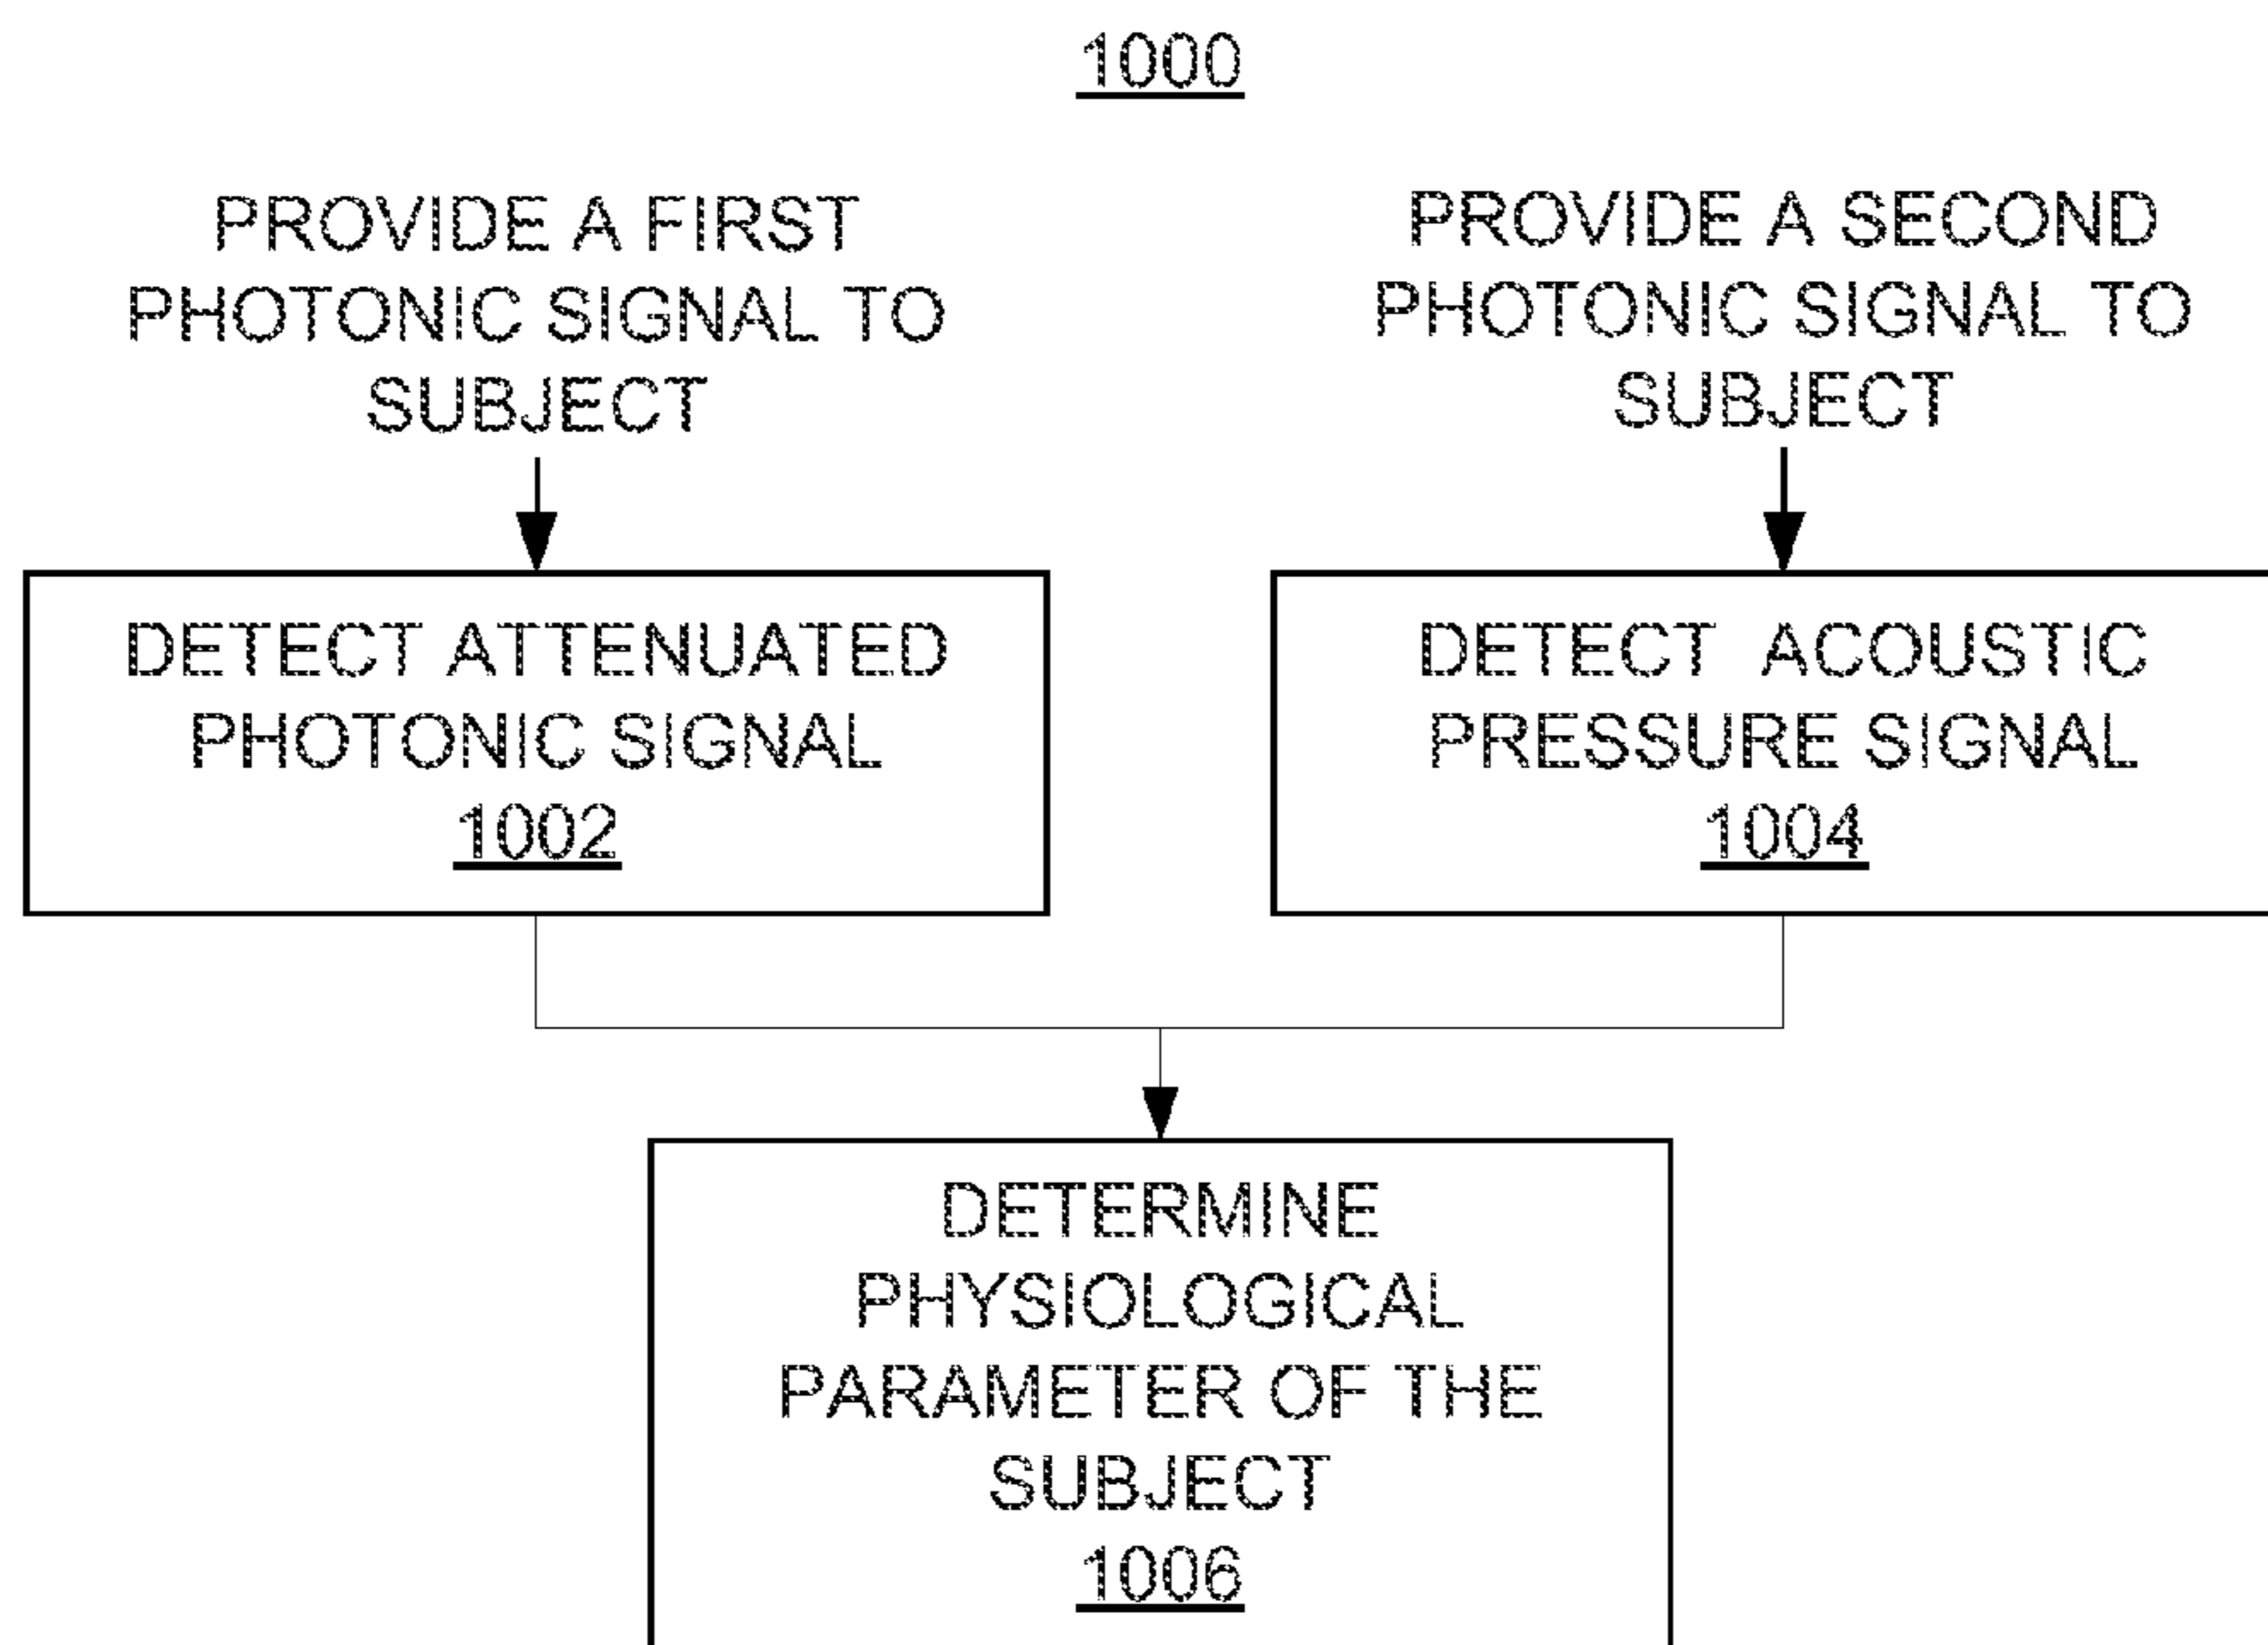 1000
PROVIDE A FIRST
PHOTONIC SIGNAL TO
SUBJECT
PROVIDE A SECOND
PHOTONIC SIGNAL TO
SUBJECT
DETECT ATTENUATED
PHOTONIC SIGNAL
1002
DETECT ACOUSTIC
PRESSURE SIGNAL
1004
DETERMINE
PHYSIOLOGICAL
PARAMETER OF THE
SUBJECT
1006